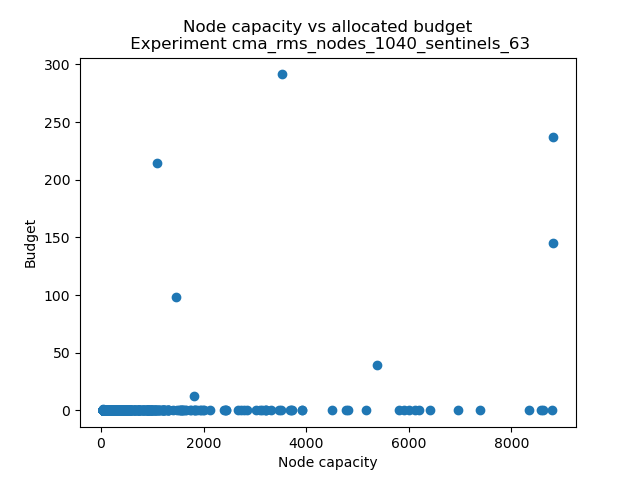 Node capacity vs allocated budget
Experiment cma_rms_nodes_1040_sentinels_63
300
250
200
150
100
50
0
Budget
0 2000 4000 6000 8000
Node capacity